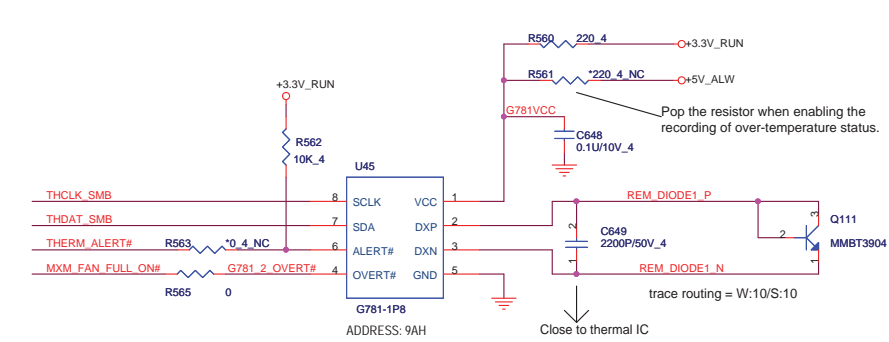 R560 220_4
+3.3V_RUN
R561 *220_4_NC
+5V_ALW
+3.3V_RUN
Pop the resistor when enabling the
recording of over-temperature status.
G781VCC
R562
10K_4
C648
0.1U/10V_4
U45
THCLK_SMB 8 SCLK VCC 1
REM_DIODE1_P
THDAT_SMB 7 SDA DXP 2
THERM_ALERT# R563 *0_4_NC 6 ALERT# DXN 3
MXM_FAN_FULL_ON# G781_2_OVERT# 4 OVERT# GND 5
R565 0
2
C649
2200P/50V_4
1
3
2
Q111
MMBT3904
1
REM_DIODE1_N
trace routing = W:10/S:10
G781-1P8
ADDRESS: 9AH
Close to thermal IC